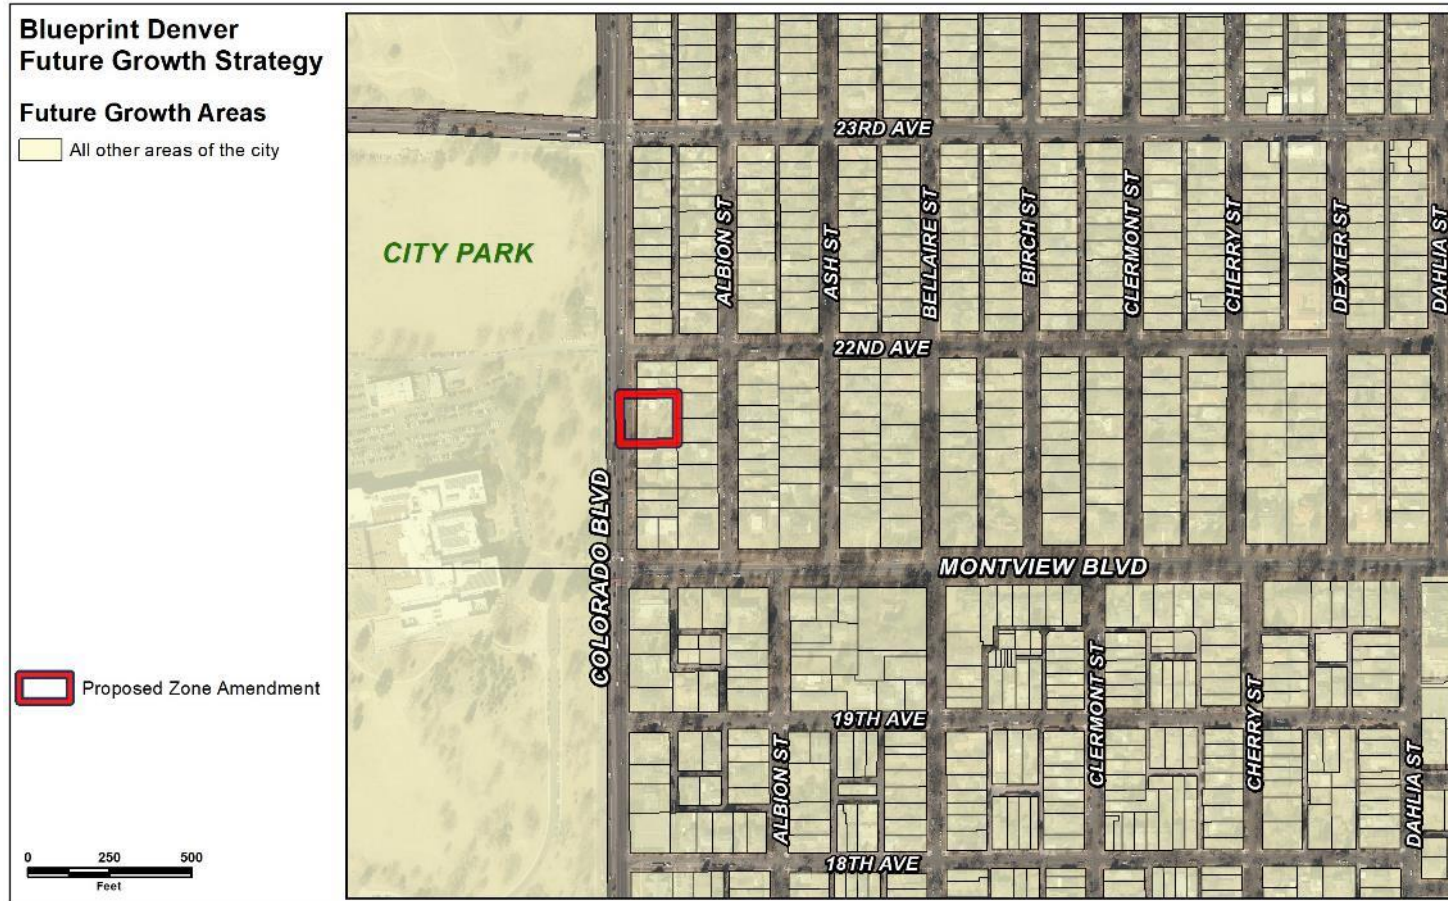 Blueprint Denver
Future Growth Strategy
Future Growth Areas
All other areas of the city
Proposed Zone Amendment
0 250 500
Feet
23RD AVE
CITY PARK
ALBION ST
ASH ST
BELLAIRE ST
BIRCH ST
CLERMONT ST
CHERRY ST
DEXTER ST
DAHLIA ST
22ND AVE
COLORADO BLVD
MONTVIEW BLVD
CLERMONT ST
CHERRY ST
19TH AVE
ALBION ST
DAHLIA ST
18TH AVE